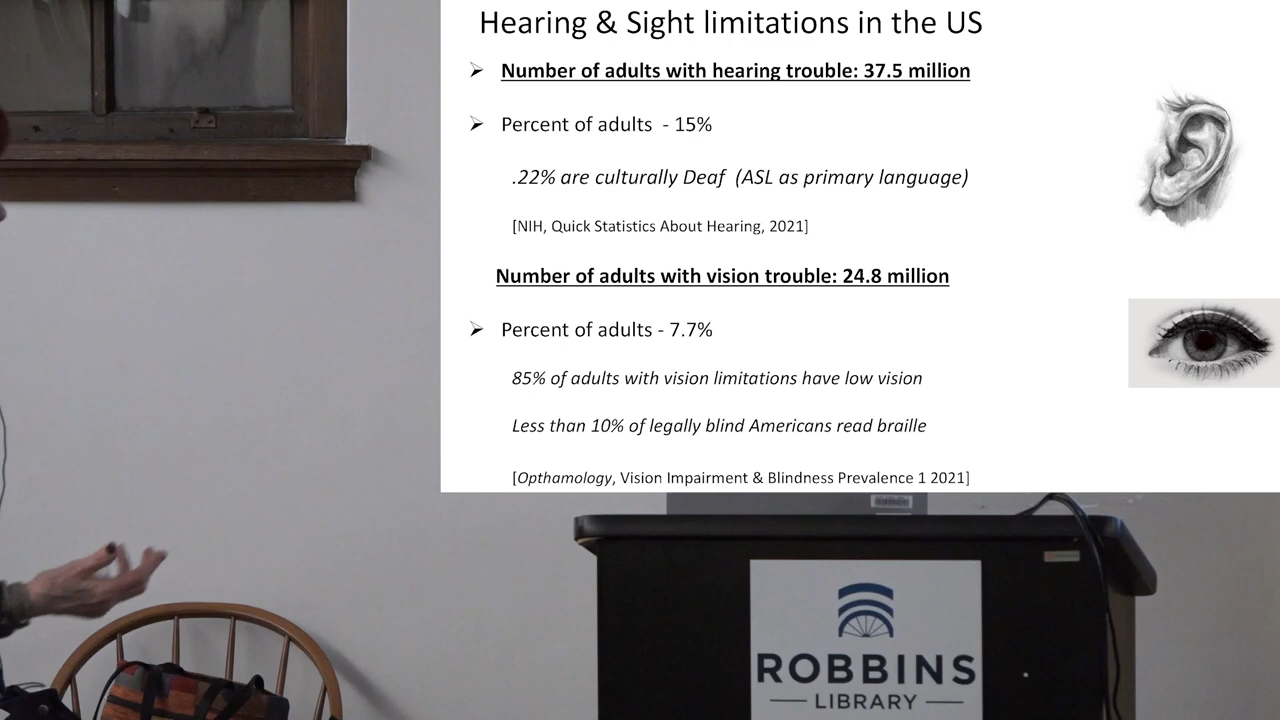 Hearing & Sight limitations in the US
Number of adults with hearing trouble: 37.5 million
Percent of adults - 15%
.22% are culturally Deaf (ASL as primary language)
[NIH, Quick Statistics About Hearing, 2021]
Number of adults with vision trouble: 24.8 million
Percent of adults - 7.7%
85% of adults with vision limitations have low vision
Less than 10% of legally blind Americans read braille
[Opthamology, Vision Impairment & Blindness Prevalence 1 2021]
ROBBINS
LIBRARY